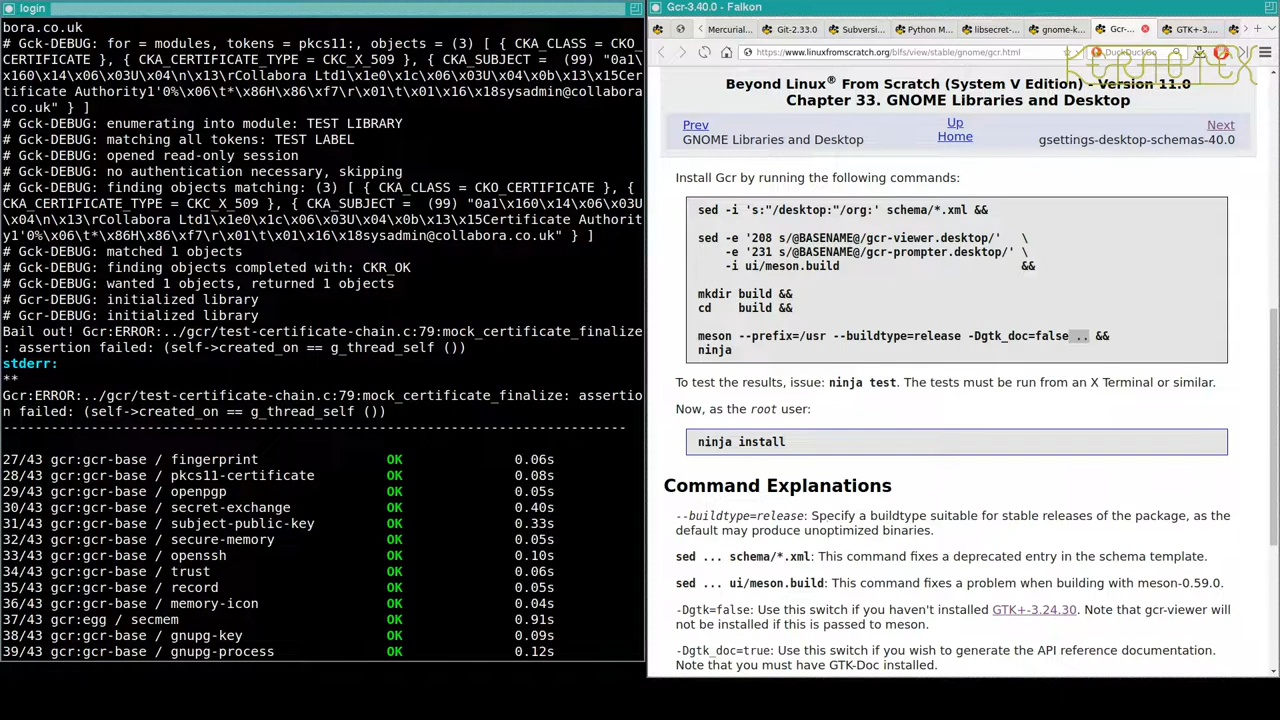 login
bora.co.uk
# Gck-DEBUG: for = modules, tokens = pkcs11:, objects = (3) [ { CKA_CLASS = CKO_
CERTIFICATE }, { CKA_CERTIFICATE_TYPE = CKC_X_509 }, { CKA_SUBJECT =  (99) "0a1\
x160\x14\x06\x03U\x04\n\x13\rCollabora Ltd1\x1e0\x1c\x06\x03U\x04\x0b\x13\x15Cer
tificate Authority1'0%\x06\t*\x86H\x86\xf7\r\x01\t\x01\x16\x18sysadmin@collabora
.co.uk" } ]
# Gck-DEBUG: enumerating into module: TEST LIBRARY
# Gck-DEBUG: matching all tokens: TEST LABEL
# Gck-DEBUG: opened read-only session
# Gck-DEBUG: no authentication necessary, skipping
# Gck-DEBUG: finding objects matching: (3) [ { CKA_CLASS = CKO_CERTIFICATE }, {
CKA_CERTIFICATE_TYPE = CKC_X_509 }, { CKA_SUBJECT =  (99) "0a1\x160\x14\x06\x03U
\x04\n\x13\rCollabora Ltd1\x1e0\x1c\x06\x03U\x04\x0b\x13\x15Certificate Authorit
y1'0%\x06\t*\x86H\x86\xf7\r\x01\t\x01\x16\x18sysadmin@collabora.co.uk" } ]
# Gck-DEBUG: matched 1 objects
# Gck-DEBUG: finding objects completed with: CKR_OK
# Gck-DEBUG: wanted 1 objects, returned 1 objects
# Gcr-DEBUG: initialized library
# Gcr-DEBUG: initialized library
Bail out! Gcr:ERROR:../gcr/test-certificate-chain.c:79:mock_certificate_finalize
: assertion failed: (self->created_on == g_thread_self ())
stderr:
**
Gcr:ERROR:../gcr/test-certificate-chain.c:79:mock_certificate_finalize: assertio
n failed: (self->created_on == g_thread_self ())
------------------------------------------------------------------------------
27/43 gcr:gcr-base / fingerprint OK 0.06s
28/43 gcr:gcr-base / pkcs11-certificate OK 0.08s
29/43 gcr:gcr-base / openpgp OK 0.05s
30/43 gcr:gcr-base / secret-exchange OK 0.40s
31/43 gcr:gcr-base / subject-public-key OK 0.33s
32/43 gcr:gcr-base / secure-memory OK 0.05s
33/43 gcr:gcr-base / openssh OK 0.10s
34/43 gcr:gcr-base / trust OK 0.06s
35/43 gcr:gcr-base / record OK 0.05s
36/43 gcr:gcr-base / memory-icon OK 0.04s
37/43 gcr:egg / secmem OK 0.91s
38/43 gcr:gcr-base / gnupg-key OK 0.09s
39/43 gcr:gcr-base / gnupg-process OK 0.12s
Gcr-3.40.0 - Falkon
Mercurial... Git-2.33.0 Subversi... Python M... libsecret-... gnome-k... Gcr-... GTK+-3....
https://www.linuxfromscratch.org/blfs/view/stable/gnome/gcr.html DuckDuckGo
KERNOTEX
Beyond Linux® From Scratch (System V Edition) - Version 11.0
Chapter 33. GNOME Libraries and Desktop
Prev Up Next
GNOME Libraries and Desktop Home gsettings-desktop-schemas-40.0
Install Gcr by running the following commands:
sed -i 's:"/desktop:"/org:' schema/*.xml &&
sed -e '208 s/@BASENAME@/gcr-viewer.desktop/' \
-e '231 s/@BASENAME@/gcr-prompter.desktop/' \
-i ui/meson.build &&
mkdir build &&
cd build &&
meson --prefix=/usr --buildtype=release -Dgtk_doc=false .. &&
ninja
To test the results, issue: ninja test. The tests must be run from an X Terminal or similar.
Now, as the root user:
ninja install
Command Explanations
--buildtype=release: Specify a buildtype suitable for stable releases of the package, as the
default may produce unoptimized binaries.
sed ... schema/*.xml: This command fixes a deprecated entry in the schema template.
sed ... ui/meson.build: This command fixes a problem when building with meson-0.59.0.
-Dgtk=false: Use this switch if you haven't installed GTK+-3.24.30. Note that gcr-viewer will
not be installed if this is passed to meson.
-Dgtk_doc=true: Use this switch if you wish to generate the API reference documentation.
Note that you must have GTK-Doc installed.